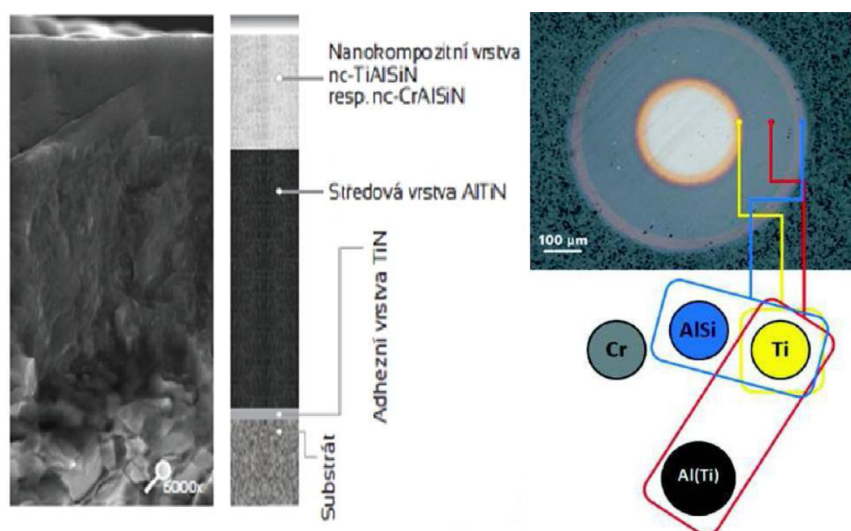 Nanokompozitní vrstva
nc-TiAlSiN
resp. nc-CrAlSiN
Středová vrstva AlTiN
Adhezní vrstva TiN
Substrát
5000x
100 µm
Cr
AlSi
Ti
Al(Ti)